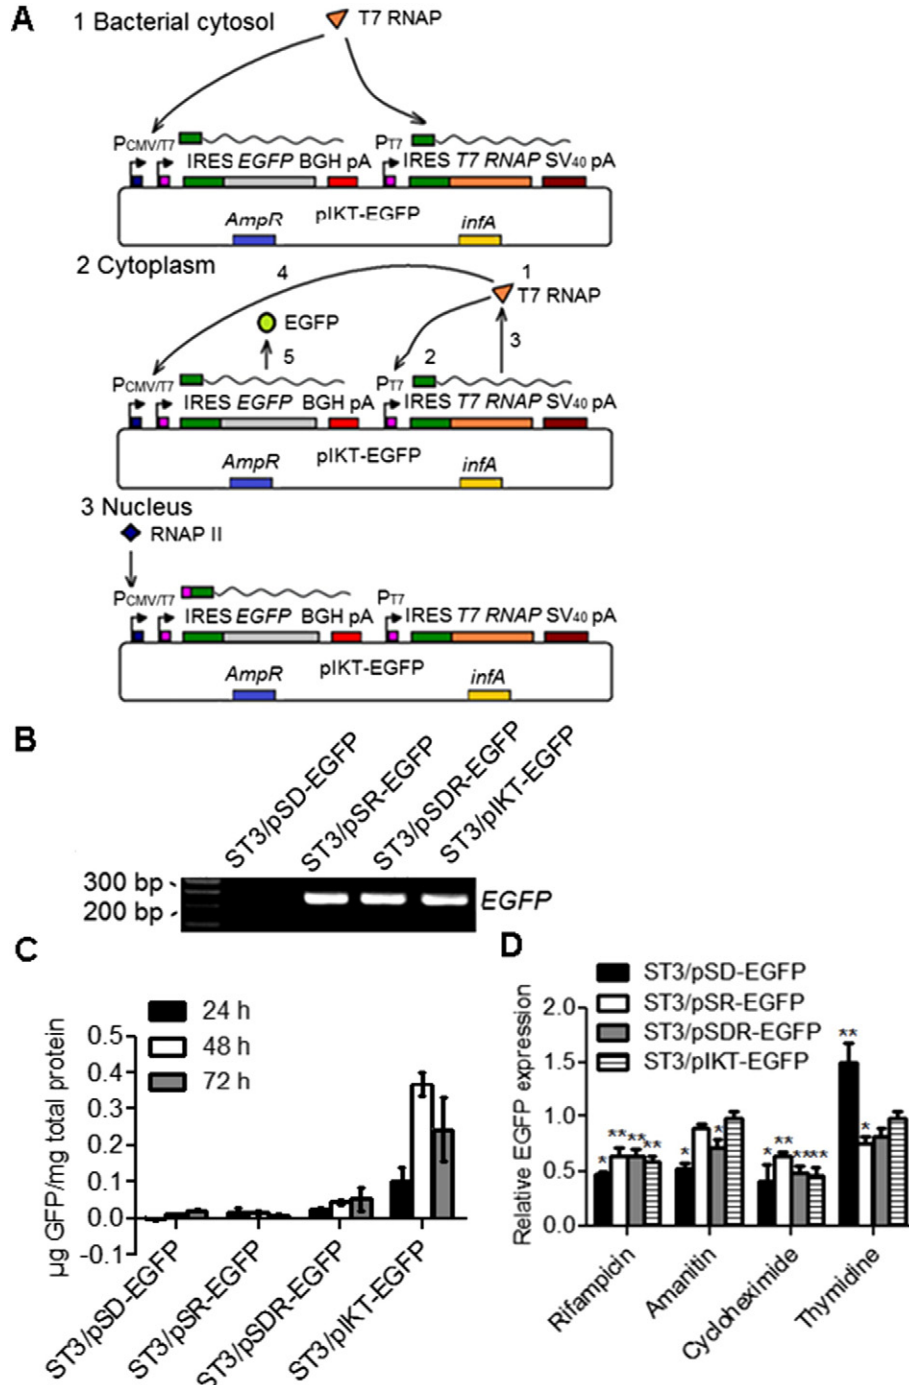 A
1 Bacterial cytosol
T7 RNAP
PCMV/T7
PT7
IRES EGFP BGH pA
IRES T7 RNAP SV40 pA
pIKT-EGFP
AmpR
infA
2 Cytoplasm
4
1
T7 RNAP
EGFP
3
5
2
PCMV/T7
PT7
IRES EGFP BGH pA
IRES T7 RNAP SV40 pA
pIKT-EGFP
AmpR
infA
3 Nucleus
RNAP II
PCMV/T7
PT7
IRES EGFP BGH pA
IRES T7 RNAP SV40 pA
pIKT-EGFP
AmpR
infA
B
ST3/pSD-EGFP
ST3/pSR-EGFP
ST3/pSDR-EGFP
ST3/pIKT-EGFP
300 bp
200 bp
EGFP
C
24 h
48 h
72 h
µg GFP/mg total protein
0.5
0.4
0.3
0.2
0.1
0.0
-0.1
ST3/pSD-EGFP
ST3/pSR-EGFP
ST3/pSDR-EGFP
ST3/pIKT-EGFP
D
ST3/pSD-EGFP
ST3/pSR-EGFP
ST3/pSDR-EGFP
ST3/pIKT-EGFP
Relative EGFP expression
2.0
1.5
1.0
0.5
0.0
* ** ** **
* *
* ** ** **
** *
Rifampicin
Amanitin
Cycloheximide
Thymidine